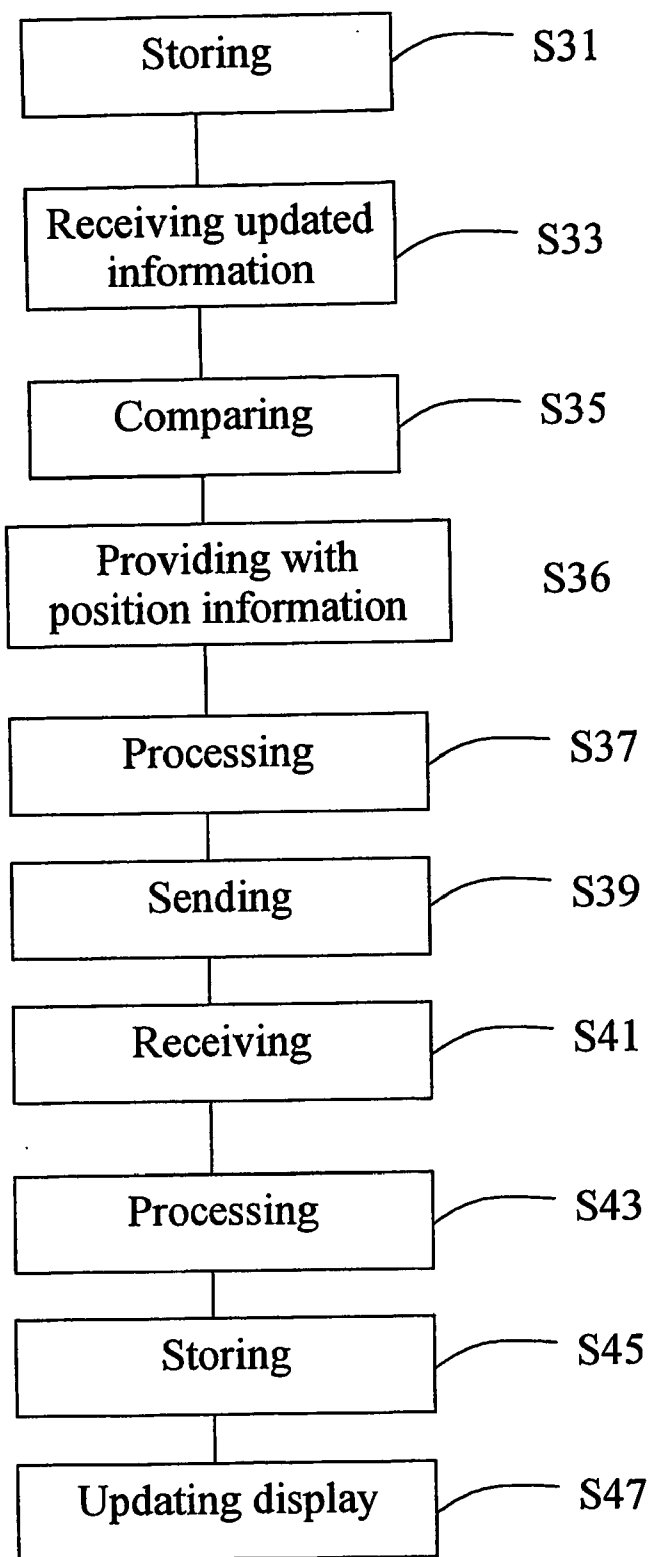 Storing
S31
Receiving updated
information
S33
Comparing
S35
Providing with
position information
S36
Processing
S37
Sending
S39
Receiving
S41
Processing
S43
Storing
S45
Updating display
S47